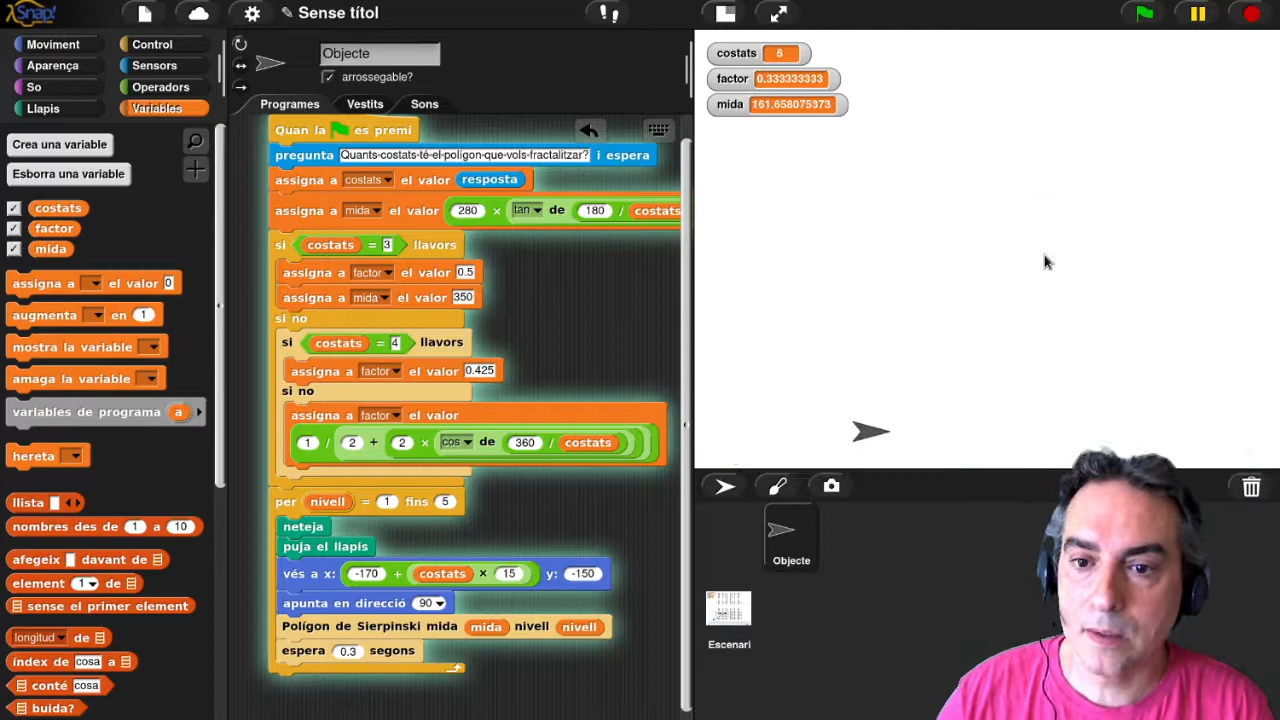 Snap!
Sense títol
Moviment
Control
Aparença
Sensors
So
Operadors
Llapis
Variables
Crea una variable
Esborra una variable
costats
factor
mida
assigna a el valor 0
augmenta en 1
mostra la variable
amaga la variable
variables de programa a
hereta
llista
nombres des de 1 a 10
afegeix davant de
element 1 de
sense el primer element
longitud de
índex de cosa a
conté cosa
buida?
Objecte
arrossegable?
Programes Vestits Sons
Quan la es premi
pregunta Quants-costats-té-el-polígon-que-vols-fractalitzar? i espera
assigna a costats el valor resposta
assigna a mida el valor 280 × tan de 180 / costats
si costats = 3 llavors
assigna a factor el valor 0.5
assigna a mida el valor 350
si no
si costats = 4 llavors
assigna a factor el valor 0.425
si no
assigna a factor el valor
1 / 2 + 2 × cos de 360 / costats
per nivell = 1 fins 5
neteja
puja el llapis
vés a x: -170 + costats × 15 y: -150
apunta en direcció 90
Polígon de Sierpinski mida mida nivell nivell
espera 0.3 segons
costats 6
factor 0.333333333
mida 161.658075373
Objecte
Escenari